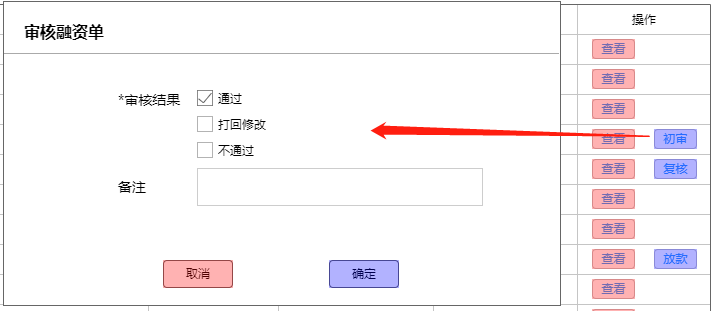 审核融资单
*审核结果
通过
打回修改
不通过
备注
取消
确定
操作
查看
查看
查看
查看 初审
查看 复核
查看
查看
查看 放款
查看